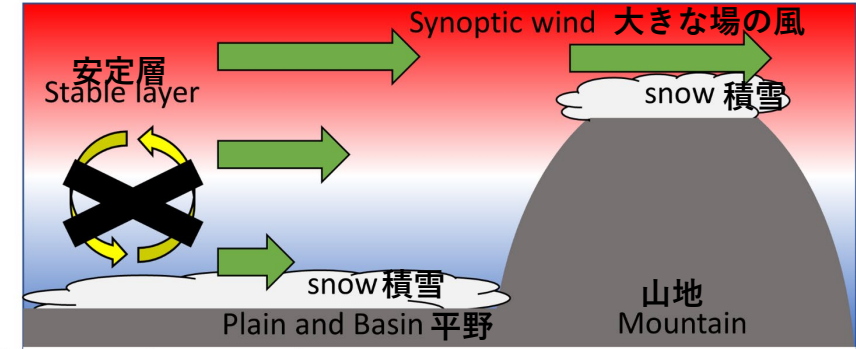 Synoptic wind 大きな場の風
安定層
Stable layer
snow 積雪
snow 積雪
山地
Plain and Basin 平野
Mountain